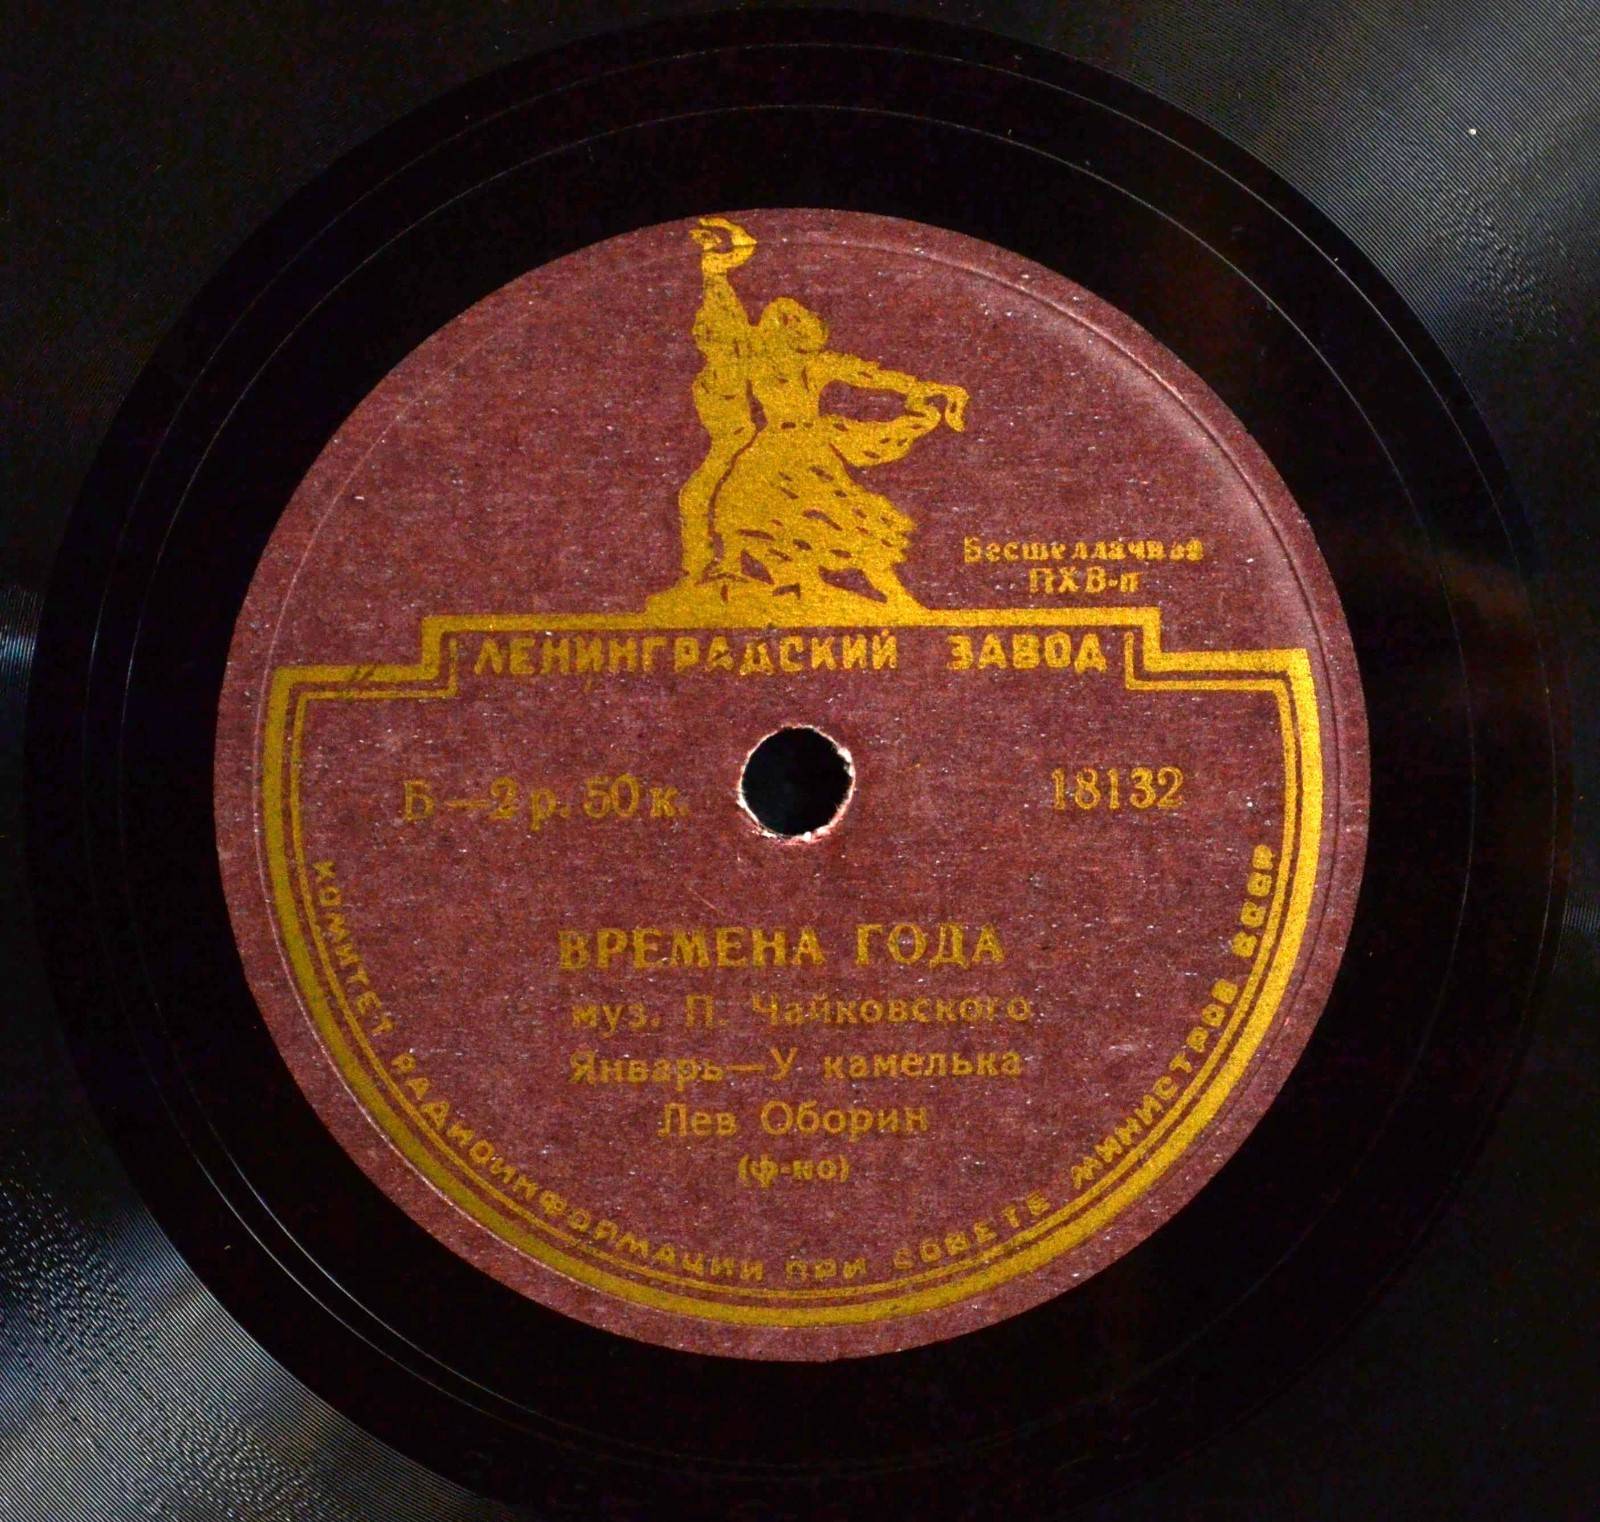 Бесшеллачная
ПХВ-п
ЛЕНИНГРАДСКИЙ ЗАВОД
Б—2 р. 50 к.
18132
ВРЕМЕНА ГОДА
муз. П. Чайковского
Январь—У камелька
Лев Оборин
(ф-но)
КОМИТЕТ РАДИОИНФОРМАЦИИ ПРИ СОВЕТЕ МИНИСТРОВ СССР